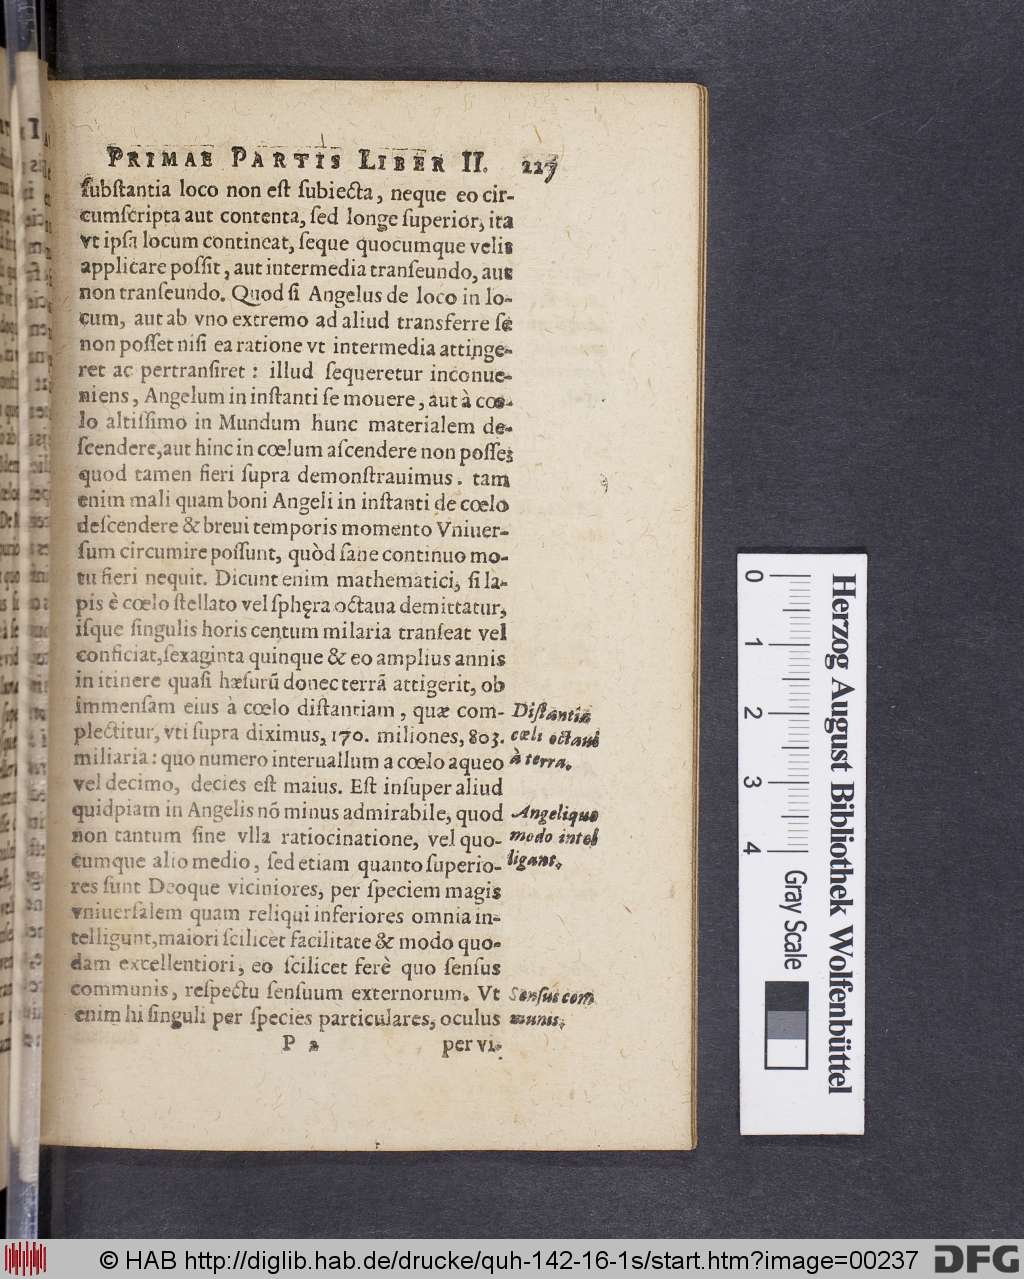 PRIMAE PARTIS LIBER II. 227
ſubſtantia loco non eſt ſubiecta, neque eo cir-
cumſcripta aut contenta, ſed longe ſuperior, ita
vt ipſa locum contineat, ſeque quocumque velis
applicare poſſit, aut intermedia tranſeundo, aut
non tranſeundo. Quod ſi Angelus de loco in lo-
cum, aut ab vno extremo ad aliud transferre ſe
non poſſet niſi ea ratione vt intermedia attinge-
ret ac pertranſiret: illud ſequeretur inconue-
niens, Angelum in inſtanti ſe mouere, aut à cœ-
lo altiſſimo in Mundum hunc materialem de-
ſcendere, aut hinc in cœlum aſcendere non poſſe;
quod tamen fieri ſupra demonſtrauimus. tam
enim mali quam boni Angeli in inſtanti de cœlo
deſcendere & breui temporis momento Vniuer-
ſum circumire poſſunt, quòd ſane continuo mo-
tu fieri nequit. Dicunt enim mathematici, ſi la-
pis è cœlo ſtellato vel ſphęra octaua demittatur,
iſque ſingulis horis centum milaria tranſeat vel
conficiat, ſexaginta quinque & eo amplius annis
in itinere quaſi hæſurū donec terrā attigerit, ob
immenſam eius à cœlo diſtantiam, quæ com-
plectitur, vti ſupra diximus, 170. miliones, 803.
miliaria: quo numero interuallum a cœlo aqueo
vel decimo, decies eſt maius. Eſt inſuper aliud
quidpiam in Angelis nō minus admirabile, quod
non tantum ſine vlla ratiocinatione, vel quo-
cumque alio medio, ſed etiam quanto ſuperio-
res ſunt Deoque viciniores, per ſpeciem magis
vniuerſalem quam reliqui inferiores omnia in-
telligunt, maiori ſcilicet facilitate & modo quo-
dam excellentiori, eo ſcilicet ferè quo ſenſus
communis, reſpectu ſenſuum externorum. Vt
enim hi ſinguli per ſpecies particulares, oculus
P 2 per vi-
Diſtantia
cœli octaui
à terra.
Angeli quo
modo intel
ligant.
Senſus com
munis.
Herzog August Bibliothek Wolfenbüttel
0 1 2 3 4
Gray Scale
© HAB http://diglib.hab.de/drucke/quh-142-16-1s/start.htm?image=00237
DFG